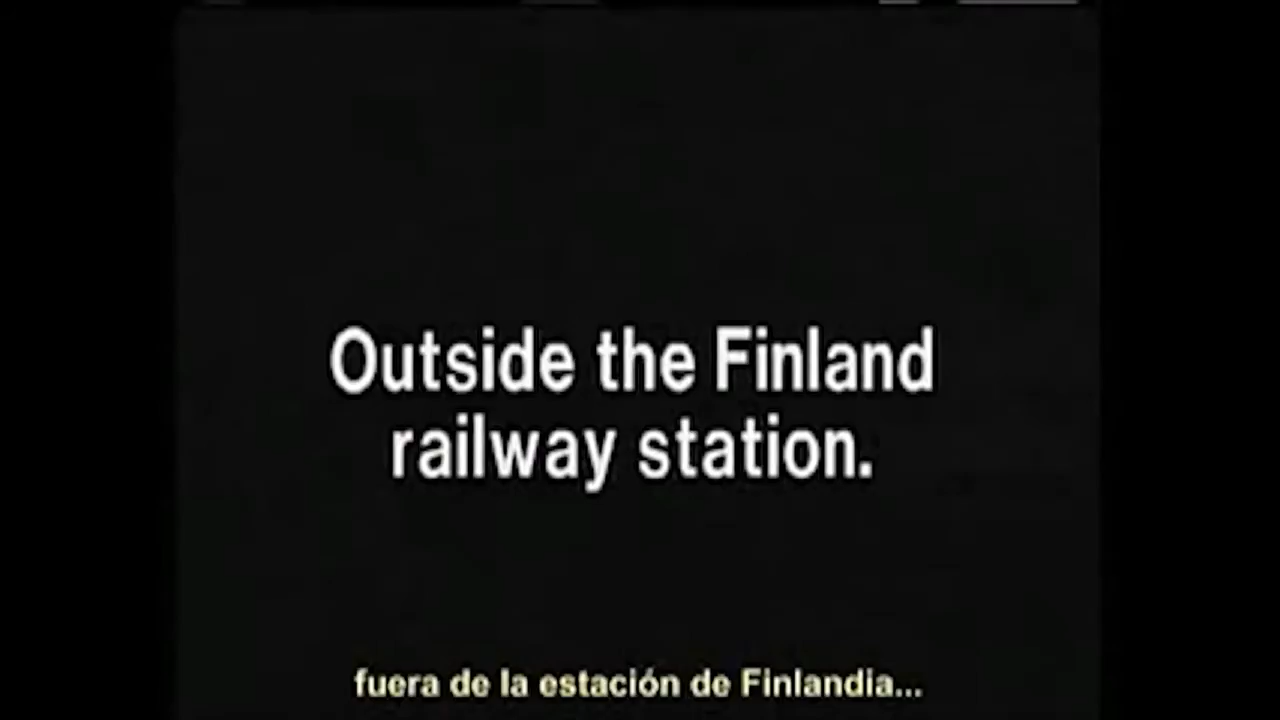 Outside the Finland
railway station.
fuera de la estación de Finlandia...